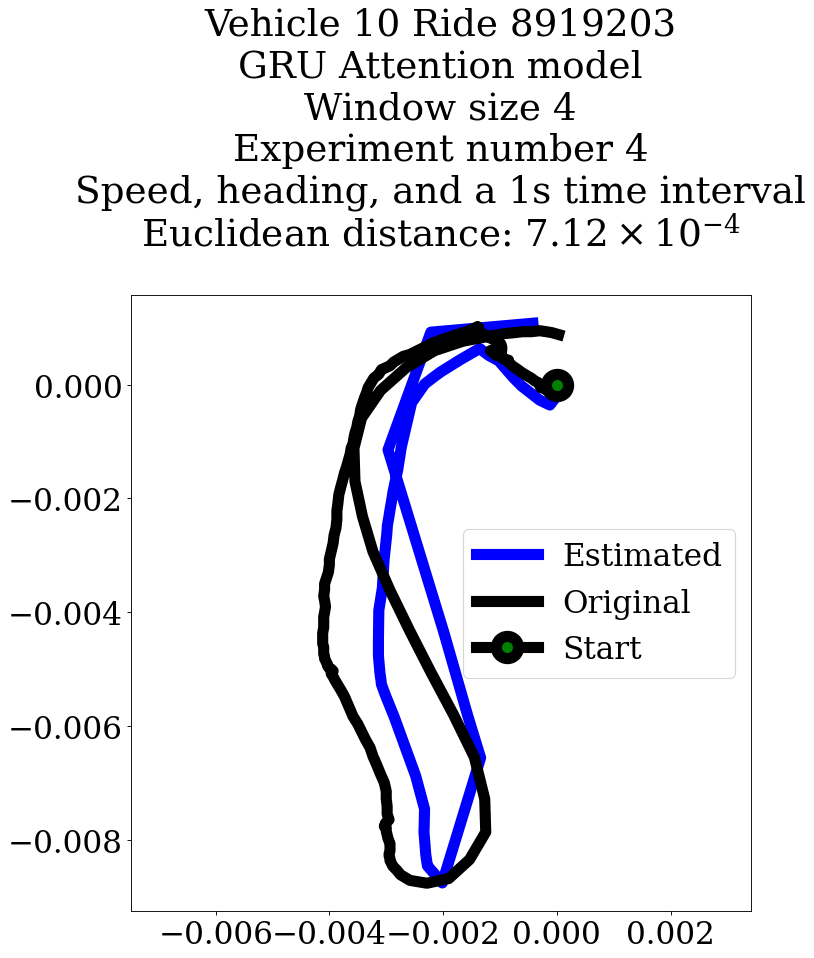 Vehicle 10 Ride 8919203
GRU Attention model
Window size 4
Experiment number 4
Speed, heading, and a 1s time interval
Euclidean distance: 7.12 × 10⁻⁴
0.000
−0.002
−0.004
−0.006
−0.008
Estimated
Original
Start
−0.006 −0.004 −0.002 0.000 0.002